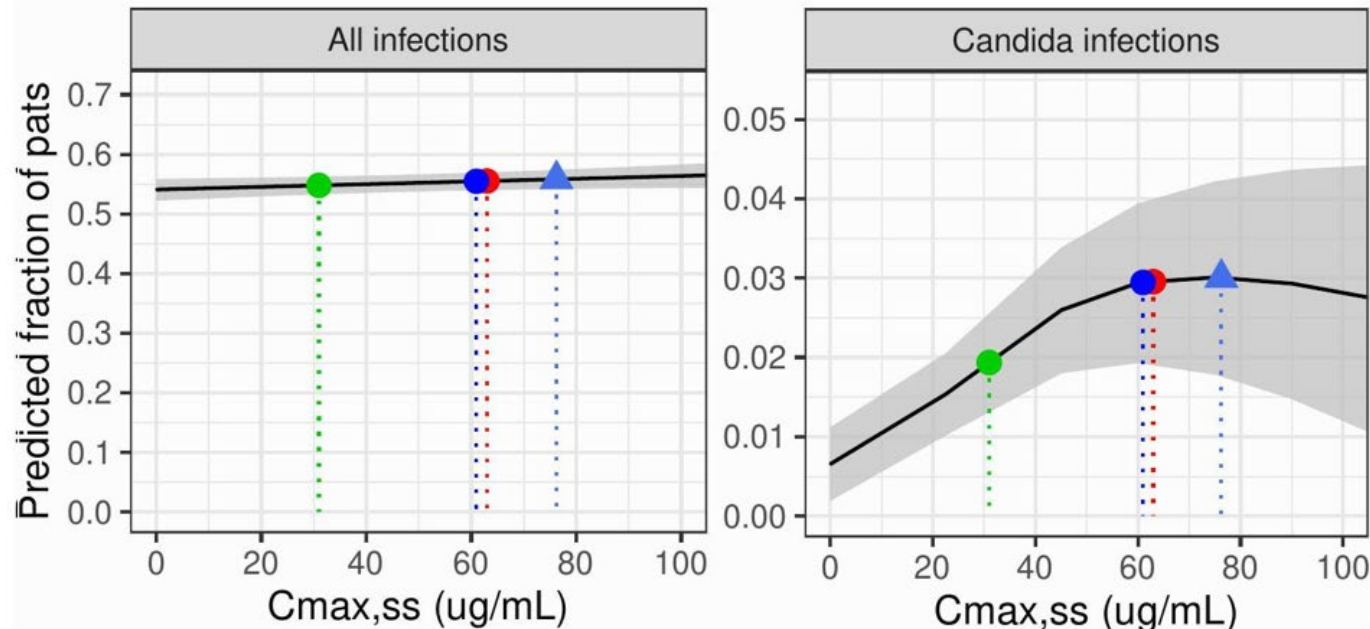 All infections
Predicted fraction of pats
0.7
0.6
0.5
0.4
0.3
0.2
0.1
0.0
0 20 40 60 80 100
Cmax,ss (ug/mL)
Candida infections
0.05
0.04
0.03
0.02
0.01
0.00
0 20 40 60 80 100
Cmax,ss (ug/mL)